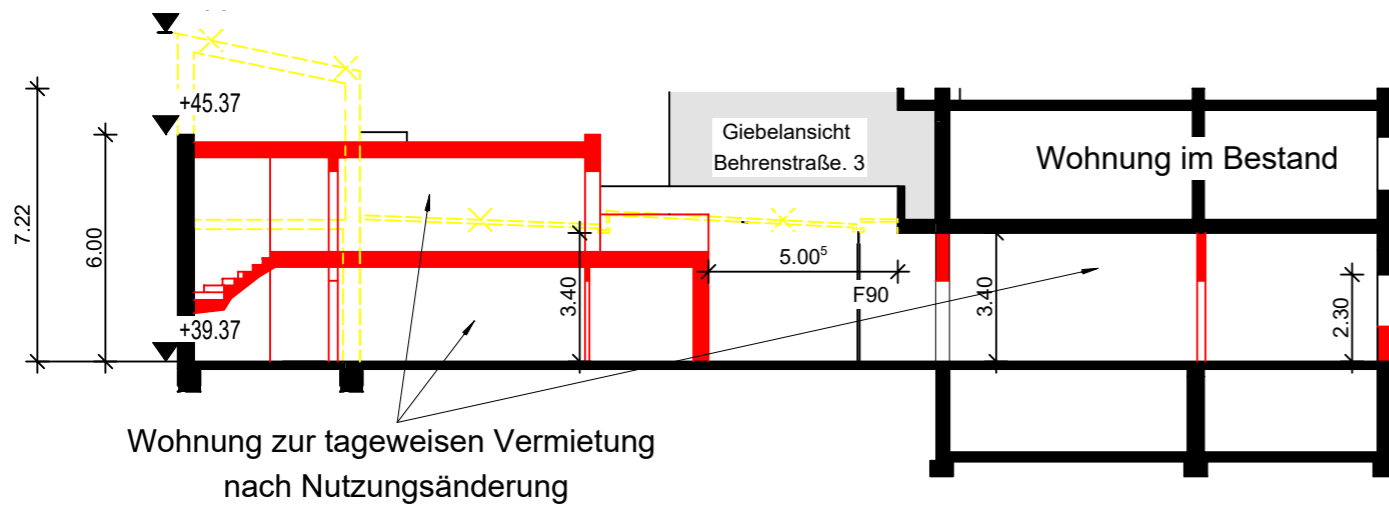 +45.37
7.22
6.00
Giebelansicht
Behrenstraße. 3
Wohnung im Bestand
5.00⁵
3.40
F90
3.40
2.30
+39.37
Wohnung zur tageweisen Vermietung
nach Nutzungsänderung